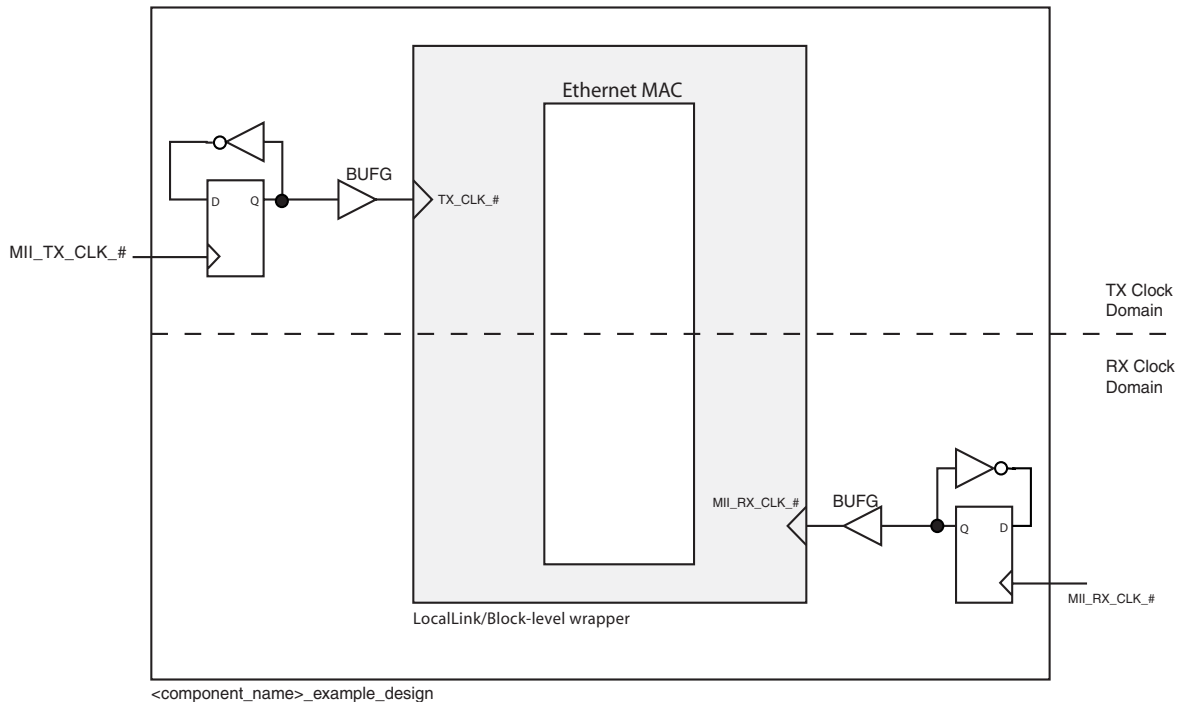 Ethernet MAC
BUFG
D
Q
TX_CLK_#
MII_TX_CLK_#
TX Clock
Domain
RX Clock
Domain
MII_RX_CLK_#
BUFG
Q
D
MII_RX_CLK_#
LocalLink/Block-level wrapper
<component_name>_example_design